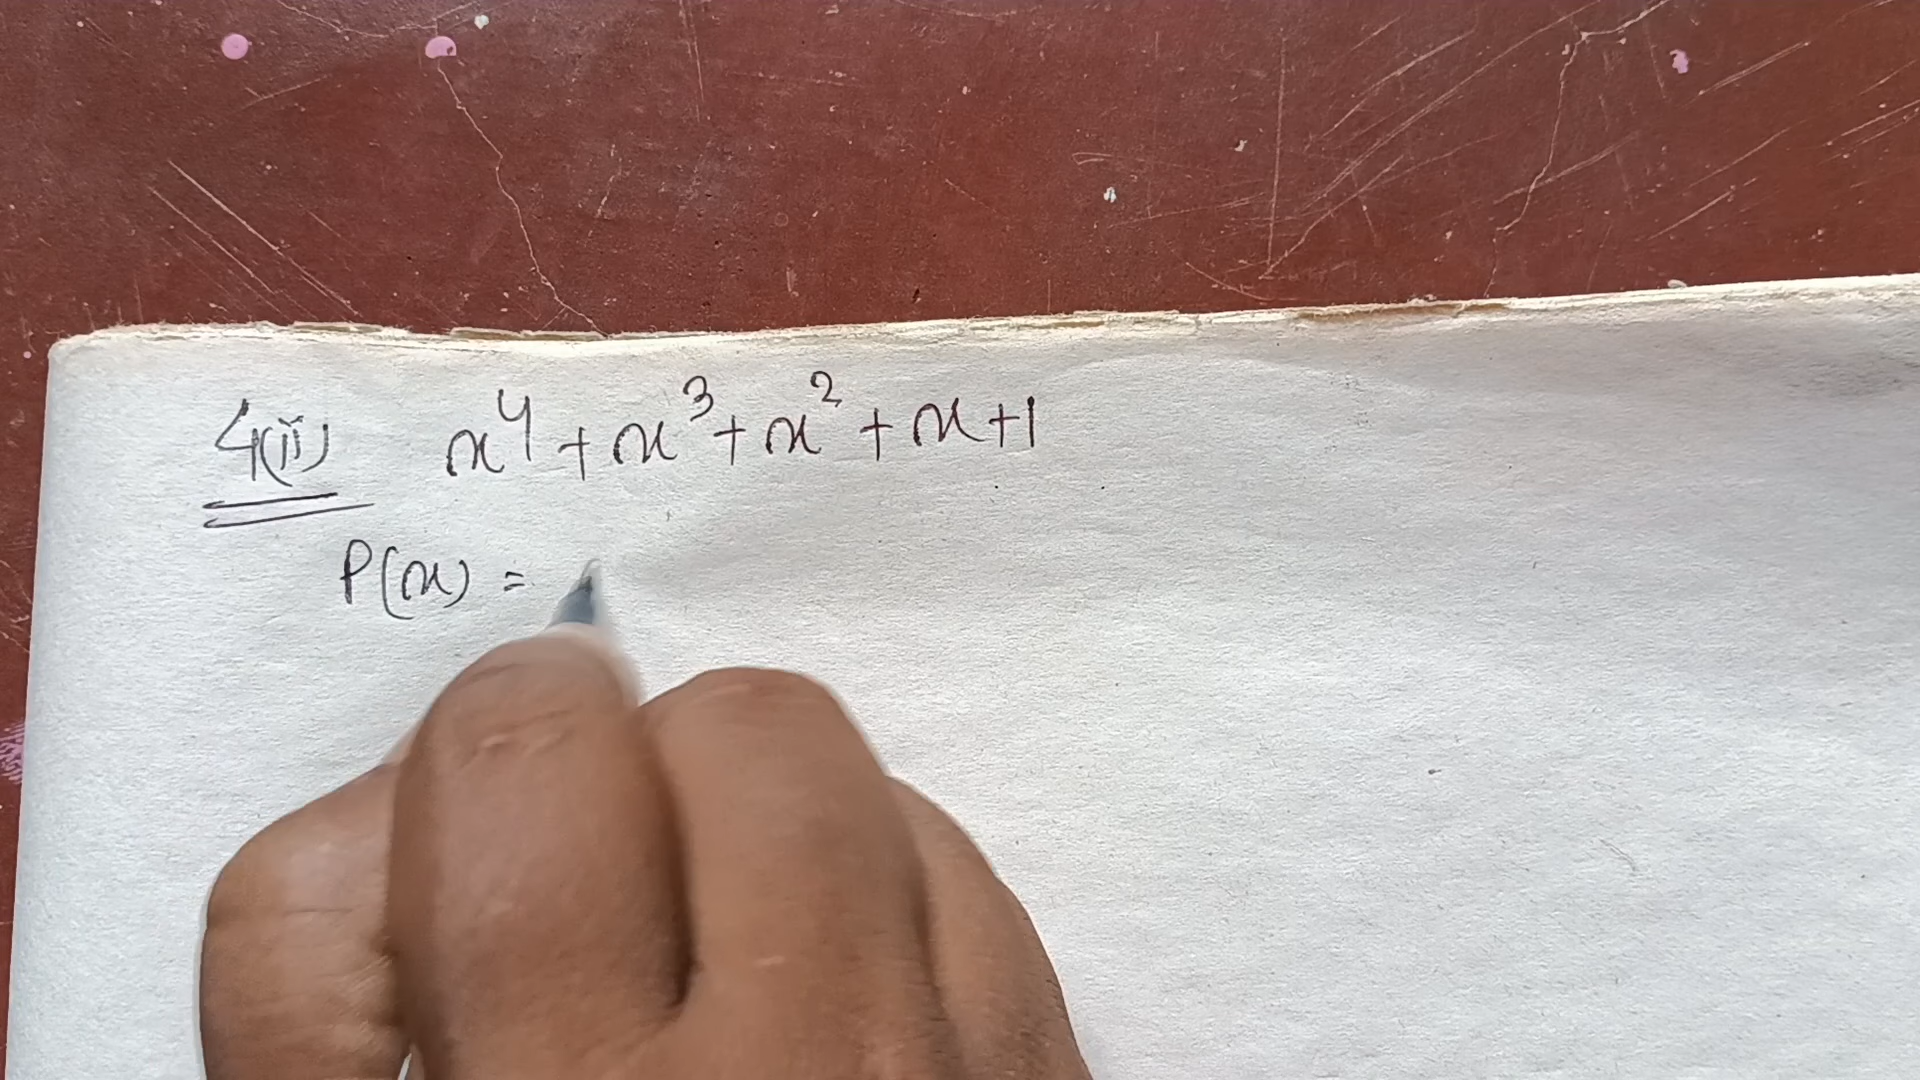 4(ii) x⁴ + x³ + x² + x + 1
P(x) =